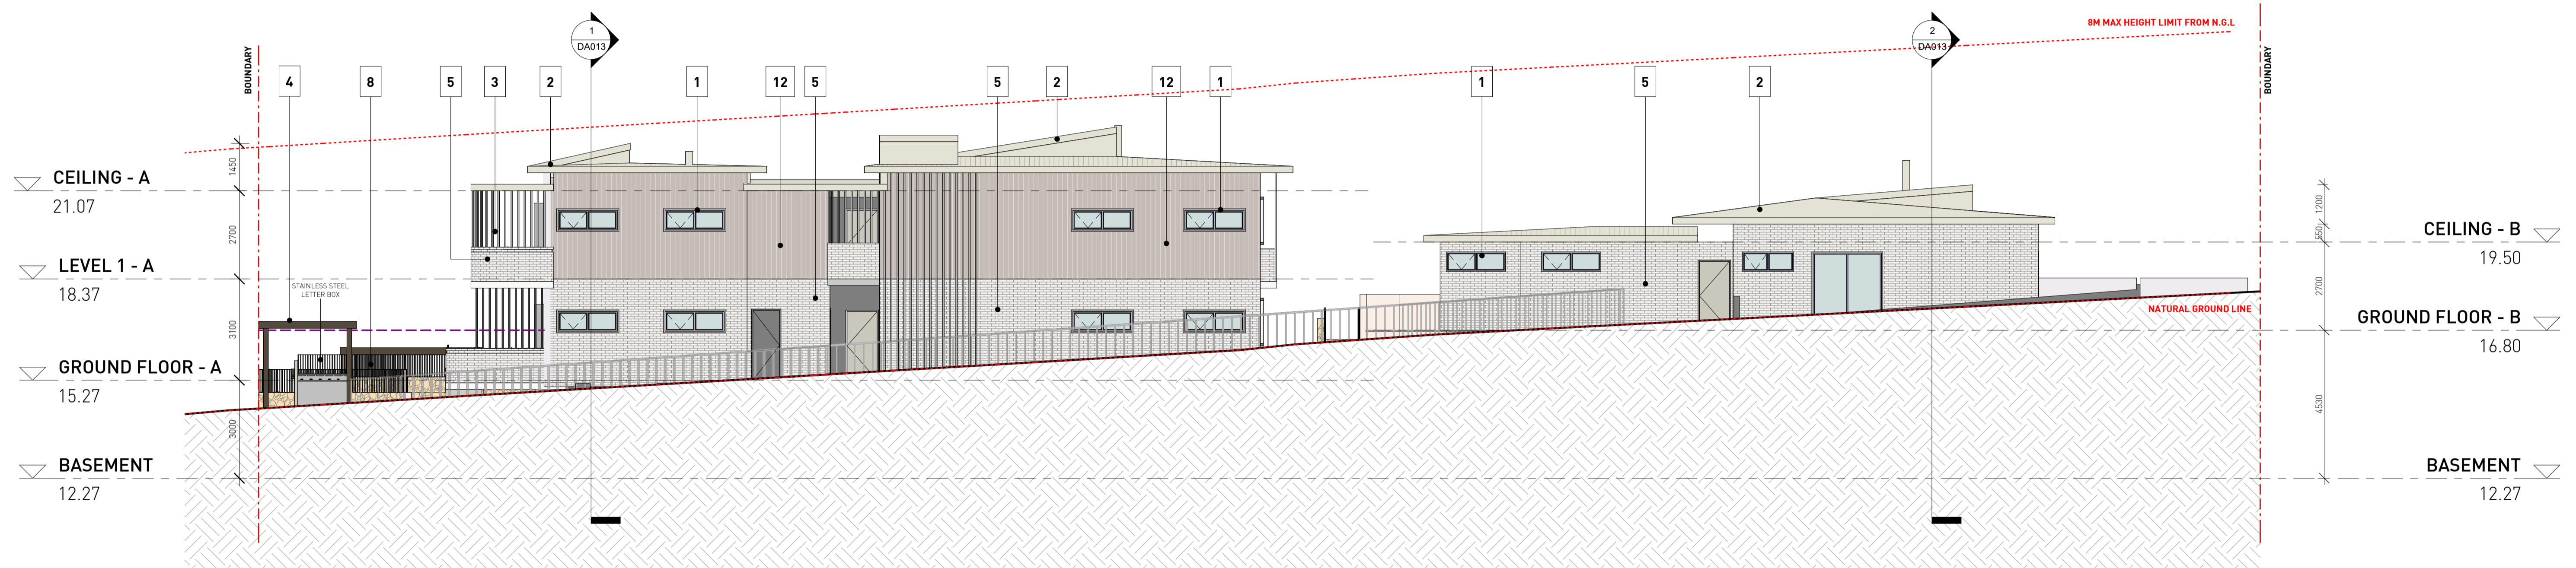 8M MAX HEIGHT LIMIT FROM N.G.L
1
DA013
2
DA013
BOUNDARY
BOUNDARY
4
8
5
3
2
1
12
5
5
2
12
1
1
5
2
CEILING - A
21.07
LEVEL 1 - A
18.37
GROUND FLOOR - A
15.27
BASEMENT
12.27
1450
2700
3100
3000
STAINLESS STEEL
LETTER BOX
NATURAL GROUND LINE
1200
550
2700
4530
CEILING - B
19.50
GROUND FLOOR - B
16.80
BASEMENT
12.27